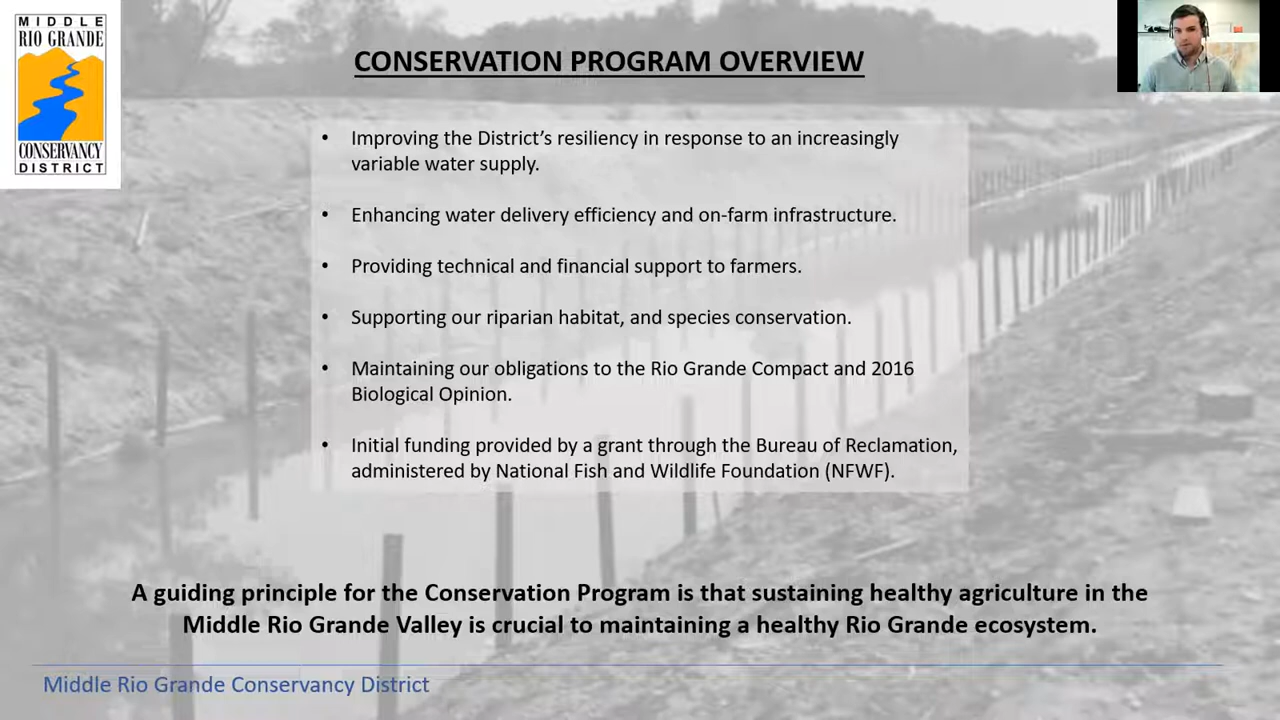 MIDDLE
RIO GRANDE
CONSERVANCY
DISTRICT
CONSERVATION PROGRAM OVERVIEW
• Improving the District's resiliency in response to an increasingly
variable water supply.
• Enhancing water delivery efficiency and on-farm infrastructure.
• Providing technical and financial support to farmers.
• Supporting our riparian habitat, and species conservation.
• Maintaining our obligations to the Rio Grande Compact and 2016
Biological Opinion.
• Initial funding provided by a grant through the Bureau of Reclamation,
administered by National Fish and Wildlife Foundation (NFWF).
A guiding principle for the Conservation Program is that sustaining healthy agriculture in the
Middle Rio Grande Valley is crucial to maintaining a healthy Rio Grande ecosystem.
Middle Rio Grande Conservancy District